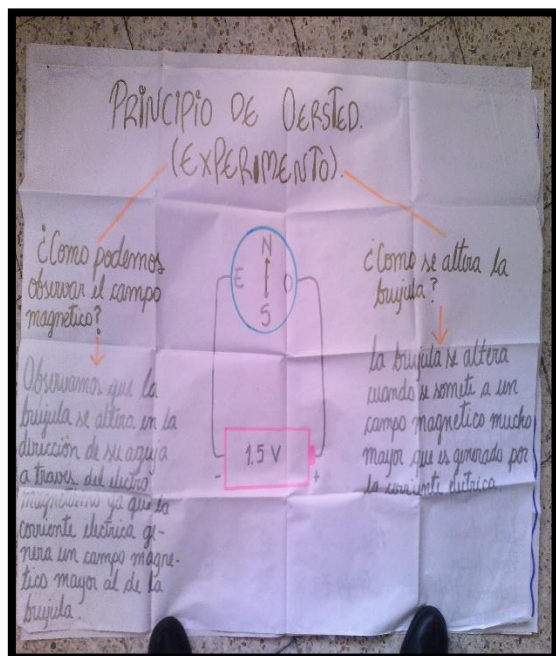 PRINCIPIO DE OERSTED.
(EXPERIMENTO).
¿Como podemos
observar el campo
magnetico?
Observamos que la
brujula se altera en la
dirección de su aguja
a traves del electro
magnetismo ya que la
corriente electrica ge-
nera un campo magne-
tico mayor al de la
brujula.
N
E O
S
1.5 V
- +
¿Como se altera la
brujula?
La brujula se altera
cuando se somete a un
campo magnetico mucho
mayor que es generado por
la corriente electrica